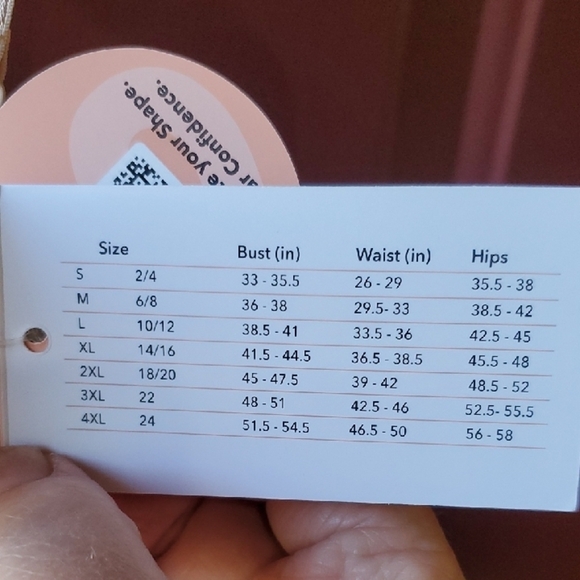 your Shape.
Confidence.
Size Bust (in) Waist (in) Hips
S 2/4 33 - 35.5 26 - 29 35.5 - 38
M 6/8 36 - 38 29.5- 33 38.5 - 42
L 10/12 38.5 - 41 33.5 - 36 42.5 - 45
XL 14/16 41.5 - 44.5 36.5 - 38.5 45.5 - 48
2XL 18/20 45 - 47.5 39 - 42 48.5 - 52
3XL 22 48 - 51 42.5 - 46 52.5- 55.5
4XL 24 51.5 - 54.5 46.5 - 50 56 - 58